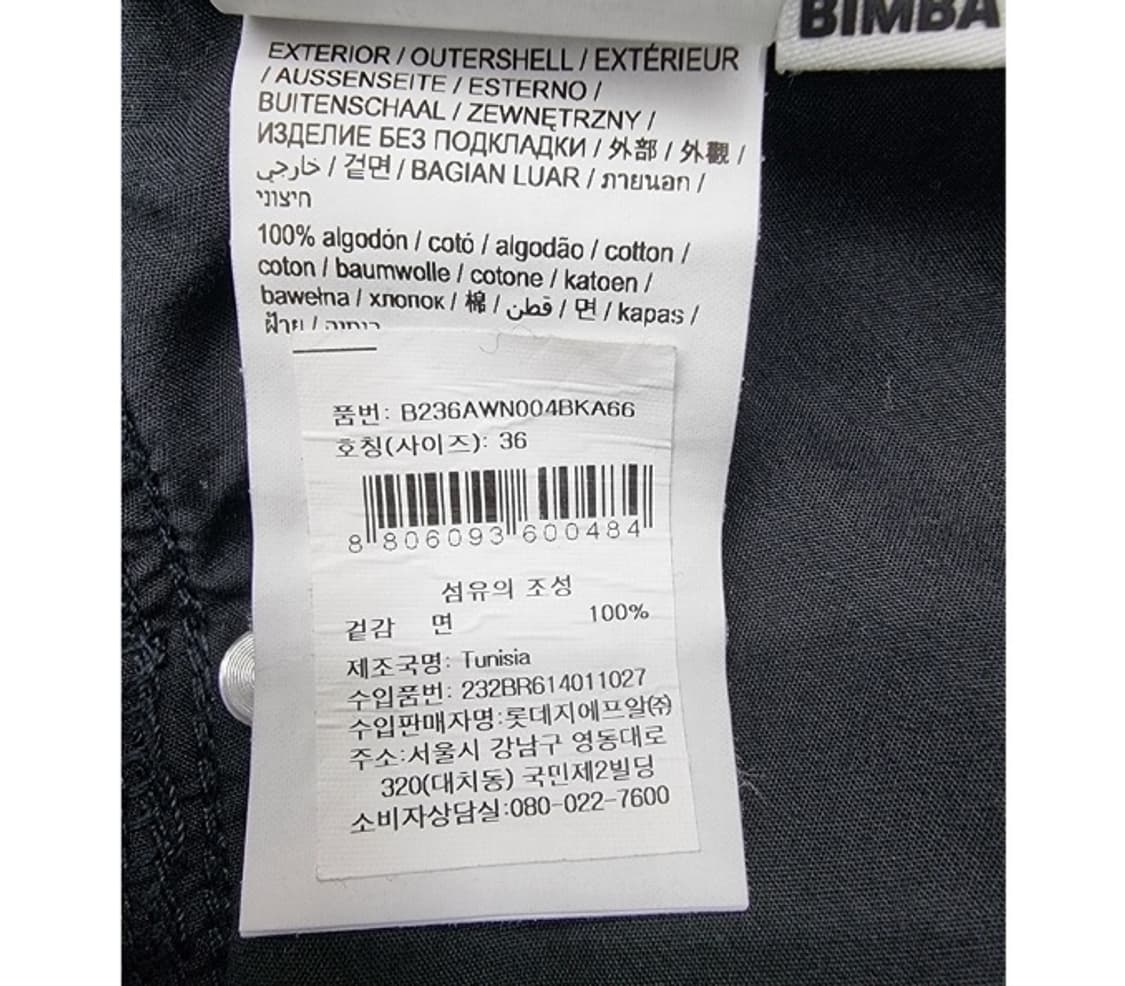 BIMBA
EXTERIOR / OUTERSHELL / EXTÉRIEUR
/ AUSSENSEITE / ESTERNO /
BUITENSCHAAL / ZEWNĘTRZNY /
ИЗДЕЛИЕ БЕЗ ПОДКЛАДКИ / 外部 / 外觀 /
خارجي / 겉면 / BAGIAN LUAR / ภายนอก /
חיצוני
100% algodón / cotó / algodão / cotton /
coton / baumwolle / cotone / katoen /
bawełna / хлопок / 棉 / قطن / 면 / kapas /
ฝ้าย /
품번: B236AWN004BKA66
호칭(사이즈): 36
8 806093 600484
섬유의 조성
겉감 면 100%
제조국명: Tunisia
수입품번: 232BR614011027
수입판매자명:롯데지에프알㈜
주소:서울시 강남구 영동대로
320(대치동) 국민제2빌딩
소비자상담실:080-022-7600